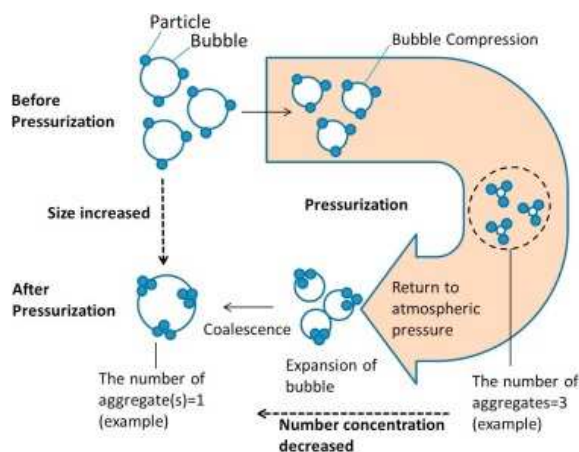 Particle
Bubble
Bubble Compression
Before
Pressurization
Size increased
Pressurization
After
Pressurization
Return to
atmospheric
pressure
Coalescence
Expansion of
bubble
The number of
aggregate(s)=1
(example)
The number of
aggregates=3
(example)
Number concentration
decreased